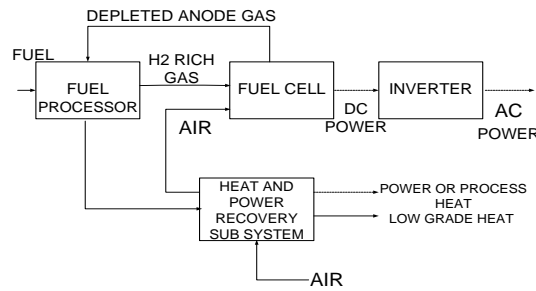 DEPLETED ANODE GAS
FUEL
H2 RICH
GAS
FUEL
PROCESSOR
FUEL CELL
INVERTER
AIR
DC
POWER
AC
POWER
HEAT AND
POWER
RECOVERY
SUB SYSTEM
POWER OR PROCESS
HEAT
LOW GRADE HEAT
AIR